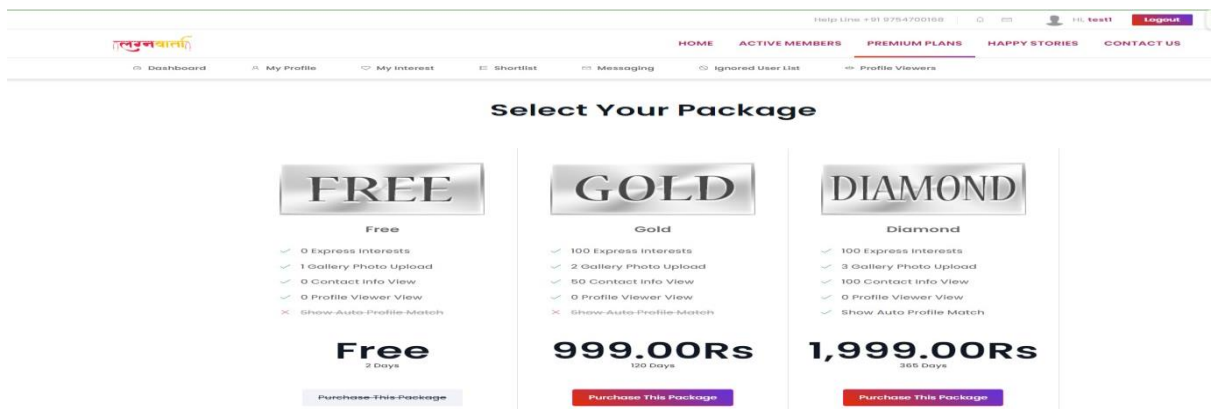 Help Line +91 9754700168 Hi, test1 Logout
लग्नवार्ता
HOME ACTIVE MEMBERS PREMIUM PLANS HAPPY STORIES CONTACT US
Dashboard My Profile My Interest Shortlist Messaging Ignored User List Profile Viewers
Select Your Package
FREE
Free
0 Express Interests
1 Gallery Photo Upload
0 Contact Info View
0 Profile Viewer View
Show Auto Profile Match
Free
2 Days
Purchase This Package
GOLD
Gold
100 Express Interests
2 Gallery Photo Upload
50 Contact Info View
0 Profile Viewer View
Show Auto Profile Match
999.00Rs
120 Days
Purchase This Package
DIAMOND
Diamond
100 Express Interests
3 Gallery Photo Upload
100 Contact Info View
0 Profile Viewer View
Show Auto Profile Match
1,999.00Rs
365 Days
Purchase This Package